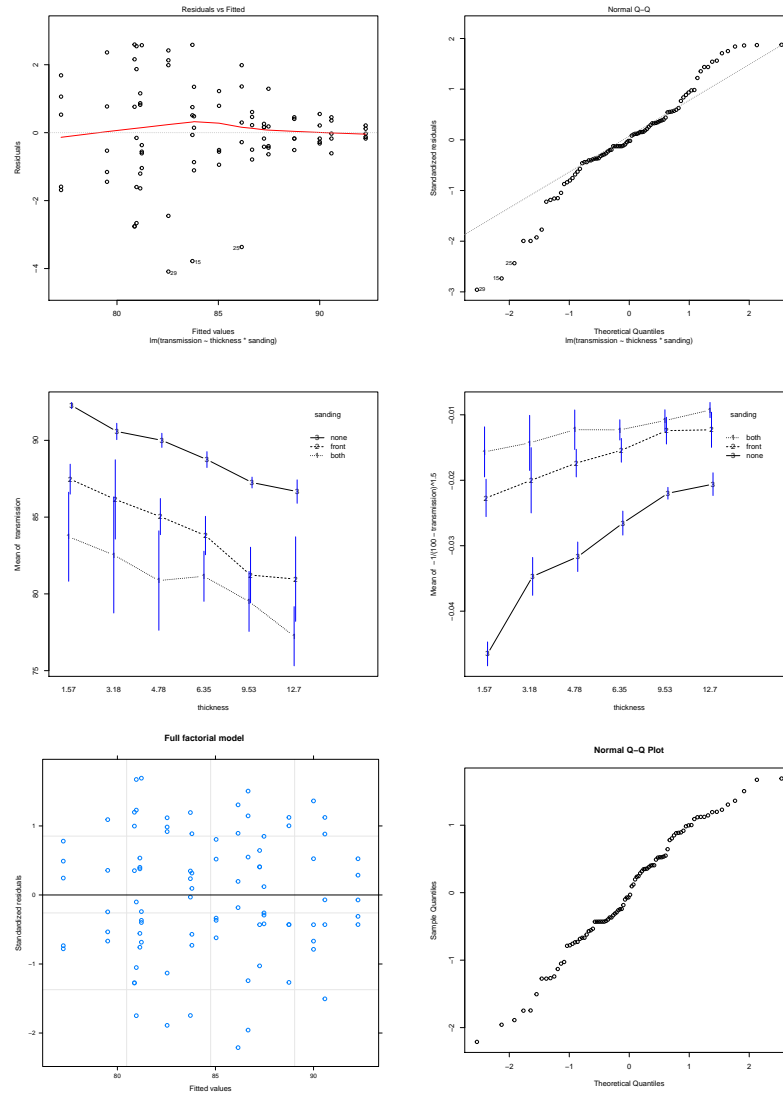 Residuals vs Fitted
Residuals
2
0
−2
−4
29
15
25
80
85
90
Fitted values
lm(transmission ~ thickness * sanding)
Normal Q−Q
Standardized residuals
2
1
0
−1
−2
−3
29
15
25
−2
−1
0
1
2
Theoretical Quantiles
lm(transmission ~ thickness * sanding)
Mean of transmission
90
85
80
75
sanding
3 none
2 front
1 both
1.57
3.18
4.78
6.35
9.53
12.7
thickness
Mean of −1/(100 − transmission)^1.5
−0.01
−0.02
−0.03
−0.04
sanding
1 both
2 front
3 none
1.57
3.18
4.78
6.35
9.53
12.7
thickness
Full factorial model
Standardized residuals
1
0
−1
−2
80
85
90
Fitted values
Normal Q−Q Plot
Sample Quantiles
1
0
−1
−2
−2
−1
0
1
2
Theoretical Quantiles